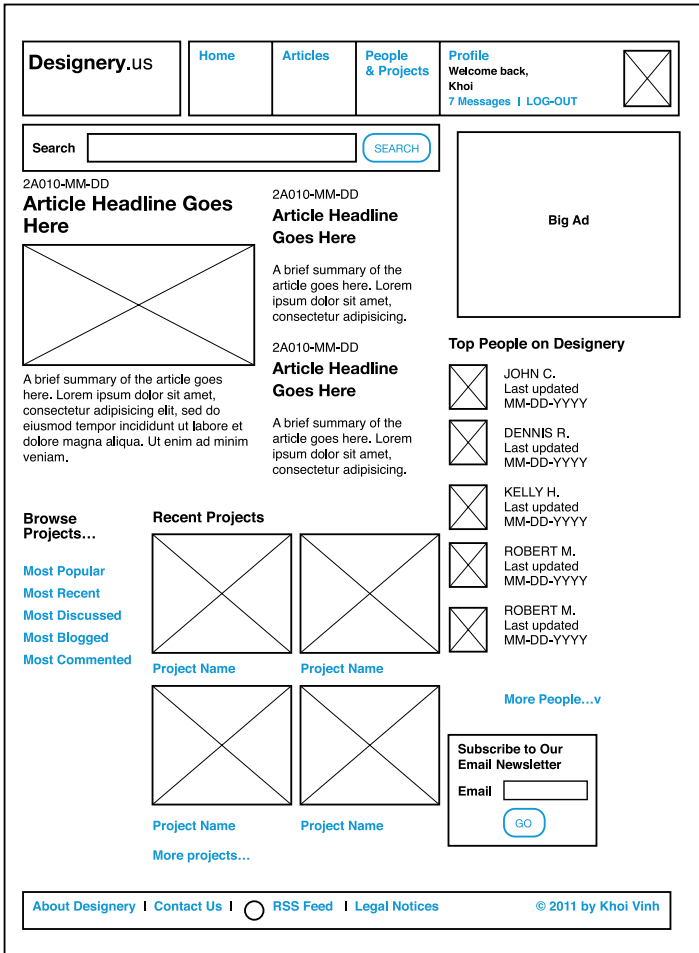 Designery.us
Home
Articles
People
& Projects
Profile
Welcome back,
Khoi
7 Messages | LOG-OUT
Search
SEARCH
2A010-MM-DD
Article Headline Goes
Here
A brief summary of the article goes
here. Lorem ipsum dolor sit amet,
consectetur adipisicing elit, sed do
eiusmod tempor incididunt ut labore et
dolore magna aliqua. Ut enim ad minim
veniam.
2A010-MM-DD
Article Headline
Goes Here
A brief summary of the
article goes here. Lorem
ipsum dolor sit amet,
consectetur adipisicing.
2A010-MM-DD
Article Headline
Goes Here
A brief summary of the
article goes here. Lorem
ipsum dolor sit amet,
consectetur adipisicing.
Big Ad
Top People on Designery
JOHN C.
Last updated
MM-DD-YYYY
DENNIS R.
Last updated
MM-DD-YYYY
KELLY H.
Last updated
MM-DD-YYYY
ROBERT M.
Last updated
MM-DD-YYYY
ROBERT M.
Last updated
MM-DD-YYYY
More People...v
Browse
Projects...
Most Popular
Most Recent
Most Discussed
Most Blogged
Most Commented
Recent Projects
Project Name
Project Name
Project Name
Project Name
More projects...
Subscribe to Our
Email Newsletter
Email
GO
About Designery | Contact Us | RSS Feed | Legal Notices
© 2011 by Khoi Vinh